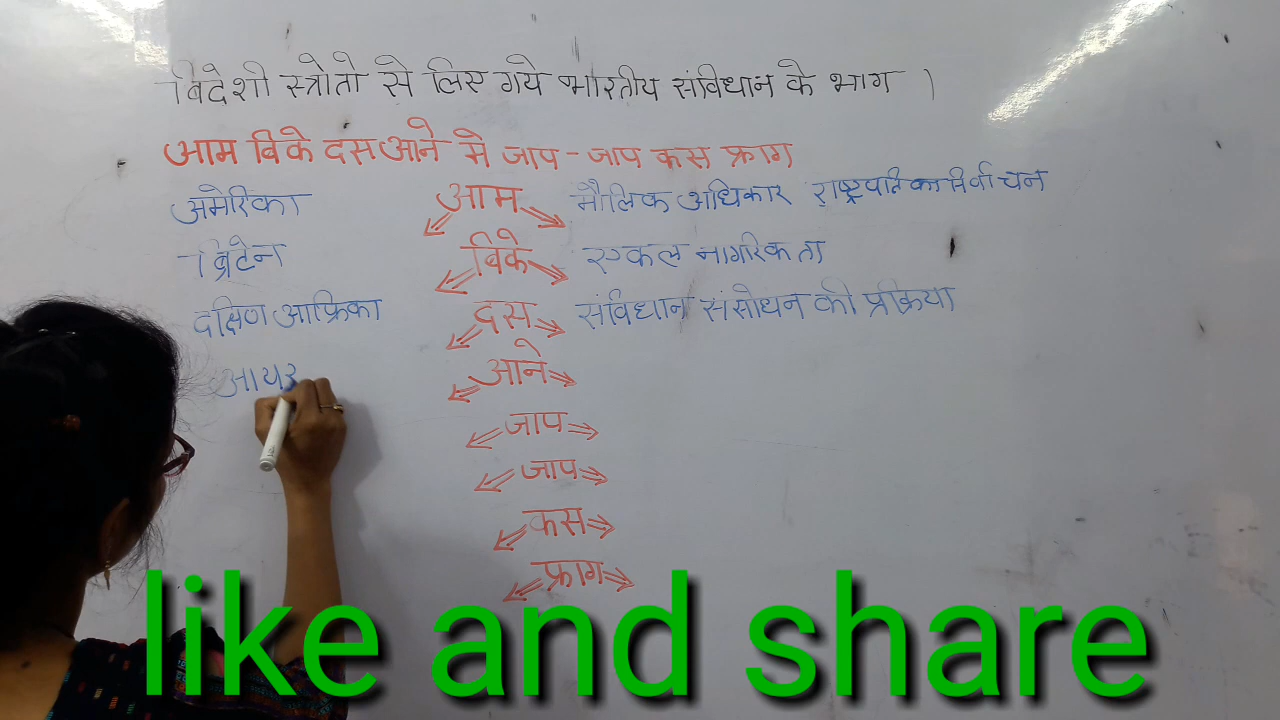 विदेशी स्त्रोतो से लिए गये भारतीय संविधान के भाग ।
आम विके दस आने मे जाप - जाप कस फ्राग
अमेरिका आम मौलिक अधिकार राष्ट्रपति का निर्वाचन
ब्रिटेन विके एकल नागरिकता
दक्षिण आफ्रिका दस संविधान संसोधन की प्रक्रिया
आयर आने
जाप
जाप
कस
फ्राग
like and share